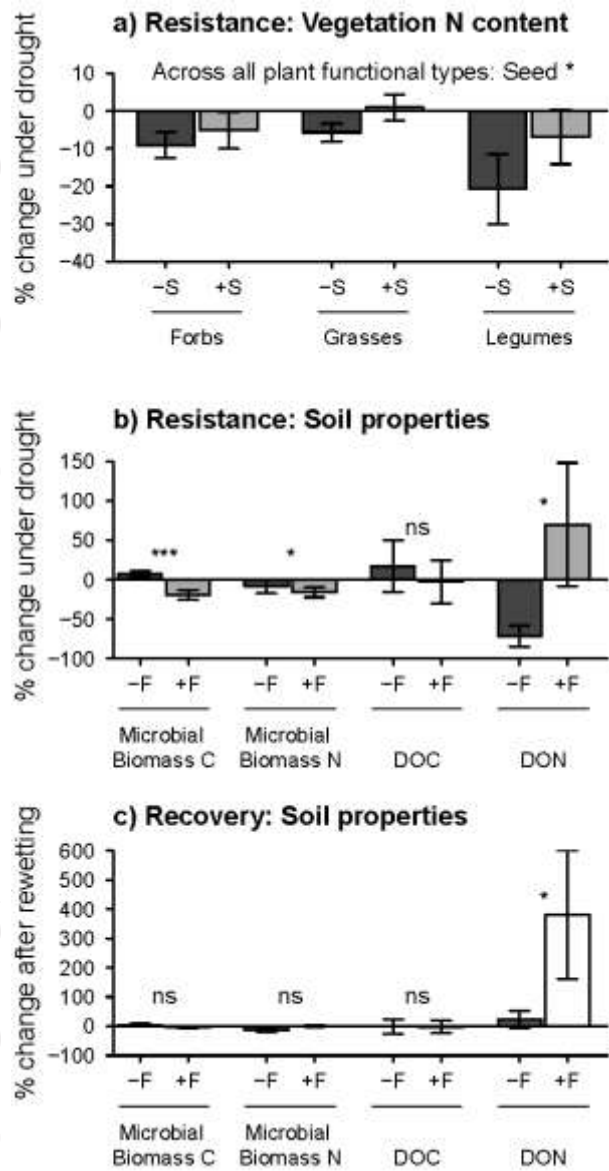 a) Resistance: Vegetation N content
% change under drought
Across all plant functional types: Seed *
10
0
−10
−20
−30
−40
−S +S −S +S −S +S
Forbs Grasses Legumes
b) Resistance: Soil properties
% change under drought
150
100
50
0
−50
−100
*** * ns *
−F +F −F +F −F +F −F +F
Microbial Microbial
Biomass C Biomass N DOC DON
c) Recovery: Soil properties
% change after rewetting
600
500
400
300
200
100
0
−100
ns ns ns *
−F +F −F +F −F +F −F +F
Microbial Microbial
Biomass C Biomass N DOC DON